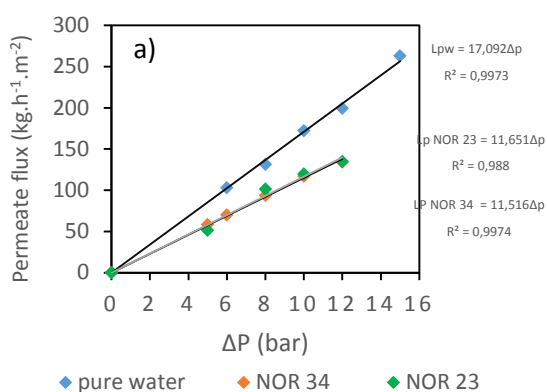 a)
Permeate flux (kg.h⁻¹.m⁻²)
300
250
200
150
100
50
0
0 2 4 6 8 10 12 14 16
ΔP (bar)
Lpw = 17,092Δp
R² = 0,9973
Lp NOR 23 = 11,651Δp
R² = 0,988
LP NOR 34 = 11,516Δp
R² = 0,9974
pure water NOR 34 NOR 23